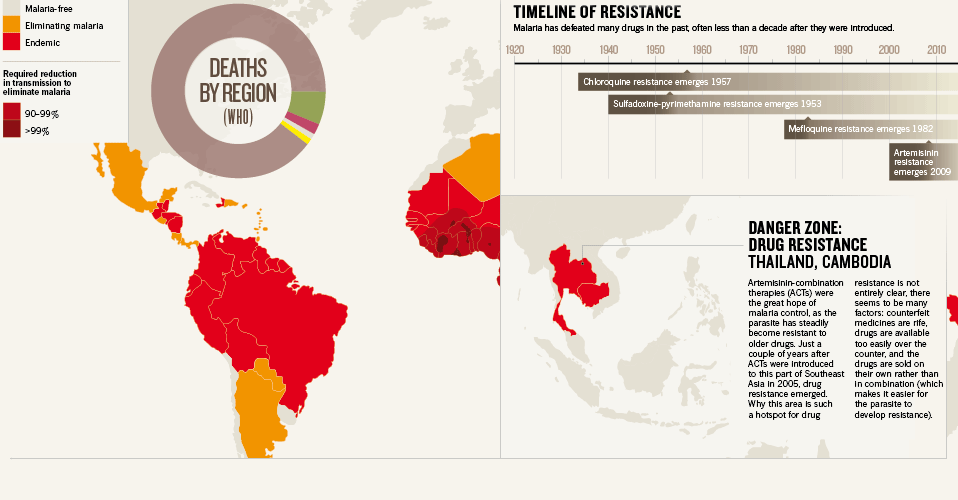 Malaria-free
Eliminating malaria
Endemic
Required reduction
in transmission to
eliminate malaria
90-99%
>99%
DEATHS
BY REGION
(WHO)
TIMELINE OF RESISTANCE
Malaria has defeated many drugs in the past, often less than a decade after they were introduced.
1920 1930 1940 1950 1960 1970 1980 1990 2000 2010
Chloroquine resistance emerges 1957
Sulfadoxine-pyrimethamine resistance emerges 1953
Mefloquine resistance emerges 1982
Artemisinin
resistance
emerges 2009
DANGER ZONE:
DRUG RESISTANCE
THAILAND, CAMBODIA
Artemisinin-combination
therapies (ACTs) were
the great hope of
malaria control, as the
parasite has steadily
become resistant to
older drugs. Just a
couple of years after
ACTs were introduced
to this part of Southeast
Asia in 2005, drug
resistance emerged.
Why this area is such
a hotspot for drug
resistance is not
entirely clear, there
seems to be many
factors: counterfeit
medicines are rife,
drugs are available
too easily over the
counter, and the
drugs are sold on
their own rather than
in combination (which
makes it easier for
the parasite to
develop resistance).